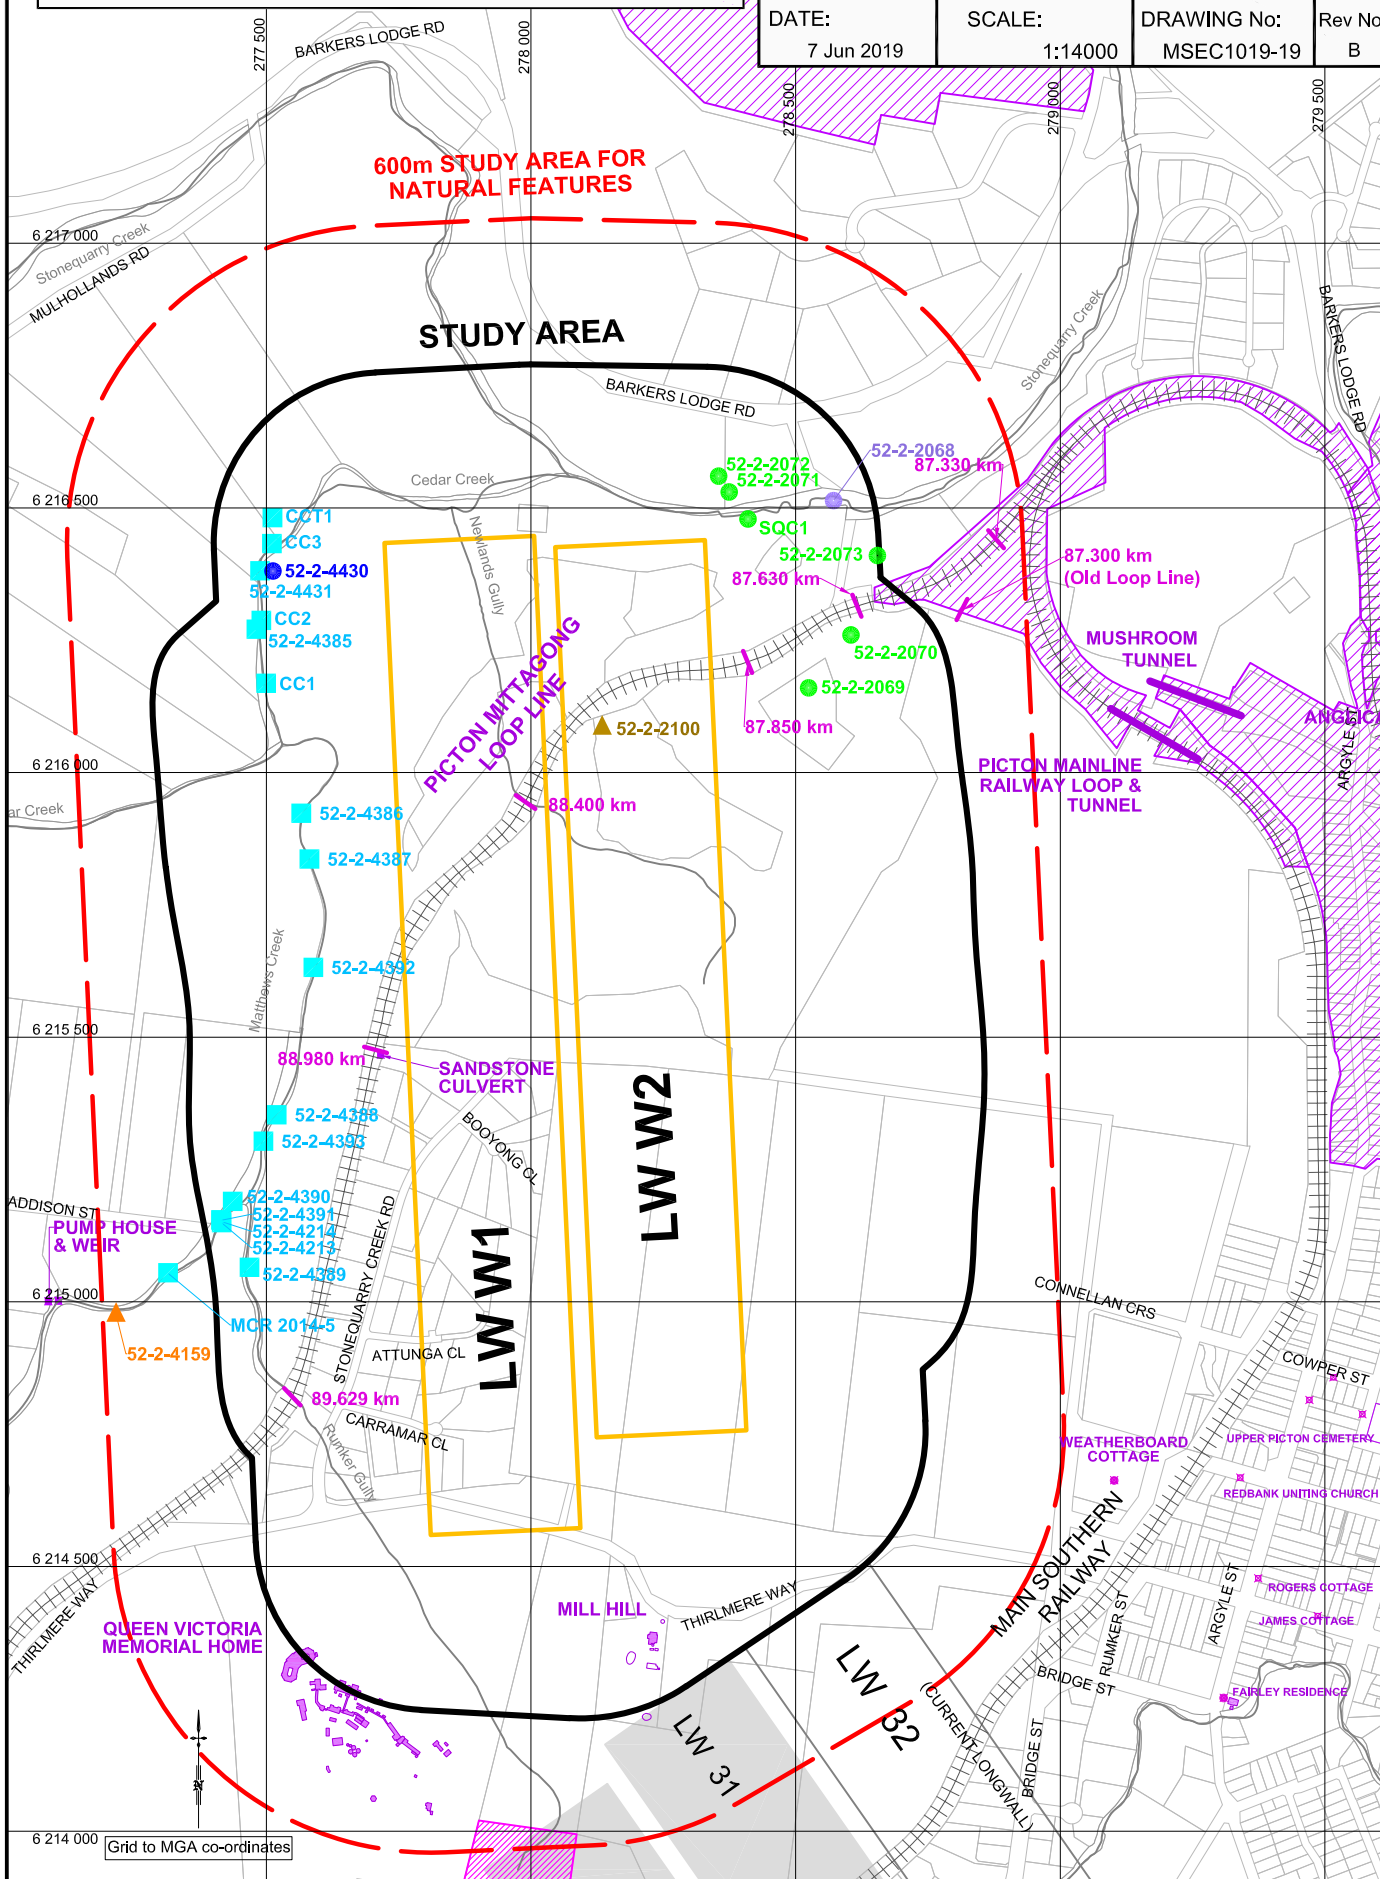 DATE:
7 Jun 2019
SCALE:
1:14000
DRAWING No:
MSEC1019-19
Rev No
B
277 500
278 000
278 500
279 000
279 500
BARKERS LODGE RD
600m STUDY AREA FOR
NATURAL FEATURES
6 217 000
Stonequarry Creek
MULHOLLANDS RD
STUDY AREA
BARKERS LODGE RD
Stonequarry Creek
BARKERS LODGE RD
52-2-2068
87.330 km
52-2-2072
52-2-2071
Cedar Creek
6 216 500
CCT1
CC3
52-2-4430
52-2-4431
CC2
52-2-4385
CC1
Newlands Gully
SQC1
52-2-2073
87.630 km
87.300 km
(Old Loop Line)
52-2-2070
52-2-2069
MUSHROOM
TUNNEL
PICTON MITTAGONG
LOOP LINE
52-2-2100
87.850 km
ANGLICA
ARGYLE ST
PICTON MAINLINE
RAILWAY LOOP &
TUNNEL
6 216 000
ar Creek
88.400 km
52-2-4386
52-2-4387
52-2-4392
Matthews Creek
6 215 500
88.980 km
SANDSTONE
CULVERT
52-2-4388
52-2-4393
BOOYONG CL
LW W2
LW W1
52-2-4390
52-2-4391
52-2-4214
52-2-4213
52-2-4389
ADDISON ST
PUMP HOUSE
& WEIR
STONEQUARRY CREEK RD
6 215 000
MCR 2014-5
52-2-4159
ATTUNGA CL
CONNELLAN CRS
COWPER ST
89.629 km
CARRAMAR CL
Rumker Gully
UPPER PICTON CEMETERY
WEATHERBOARD
COTTAGE
REDBANK UNITING CHURCH
MAIN SOUTHERN
RAILWAY
6 214 500
THIRLMERE WAY
ROGERS COTTAGE
JAMES COTTAGE
ARGYLE ST
RUMKER ST
MILL HILL
THIRLMERE WAY
QUEEN VICTORIA
MEMORIAL HOME
LW 32
(CURRENT LONGWALL)
BRIDGE ST
FAIRLEY RESIDENCE
BRIDGE ST
LW 31
N
6 214 000
Grid to MGA co-ordinates